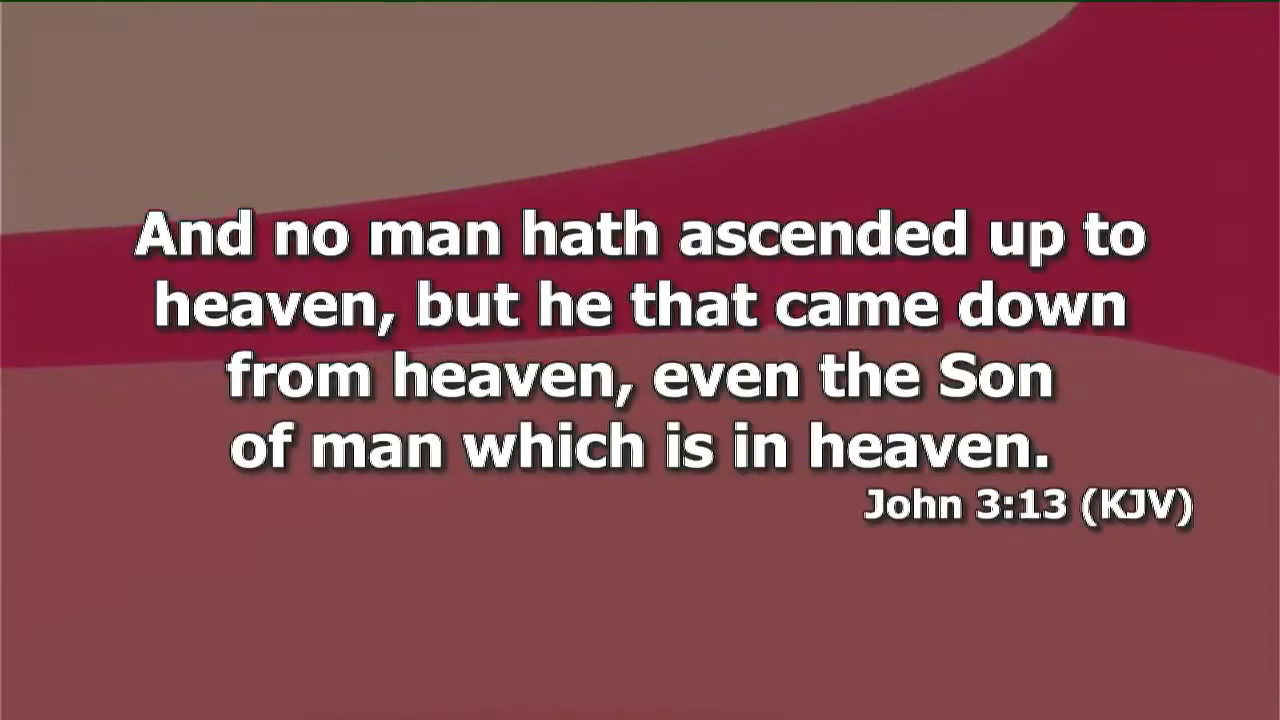 And no man hath ascended up to
heaven, but he that came down
from heaven, even the Son
of man which is in heaven.
John 3:13 (KJV)